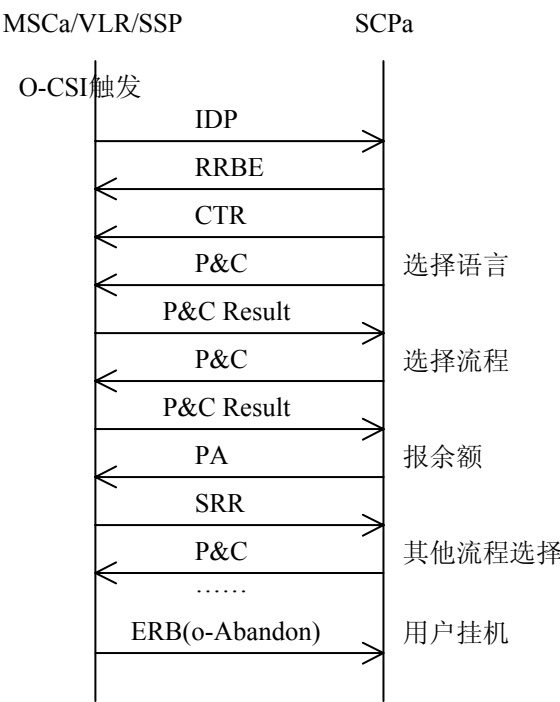 MSCa/VLR/SSP SCPa
O-CSI触发
IDP
RRBE
CTR
P&C 选择语言
P&C Result
P&C 选择流程
P&C Result
PA 报余额
SRR
P&C 其他流程选择
……
ERB(o-Abandon) 用户挂机